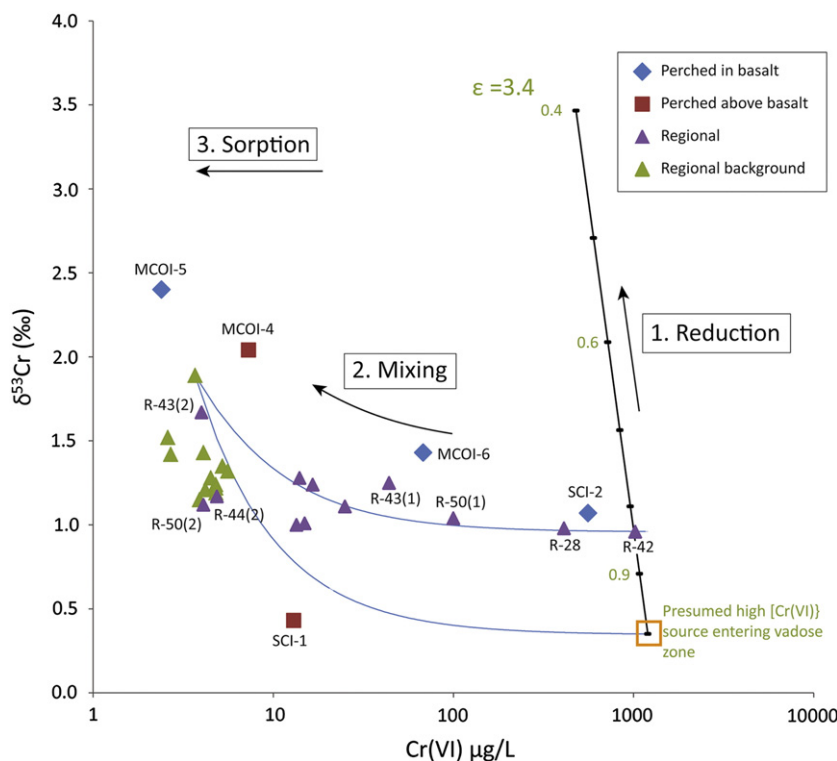 4.0
3.5
3.0
2.5
2.0
1.5
1.0
0.5
0.0
δ⁵³Cr (‰)
1
10
100
1000
10000
Cr(VI) µg/L
ε =3.4
0.4
0.6
0.9
Perched in basalt
Perched above basalt
Regional
Regional background
3. Sorption
1. Reduction
2. Mixing
MCOI-5
MCOI-4
R-43(2)
MCOI-6
SCI-2
R-43(1)
R-50(1)
R-50(2)
R-44(2)
R-28
R-42
SCI-1
Presumed high [Cr(VI)}
source entering vadose
zone